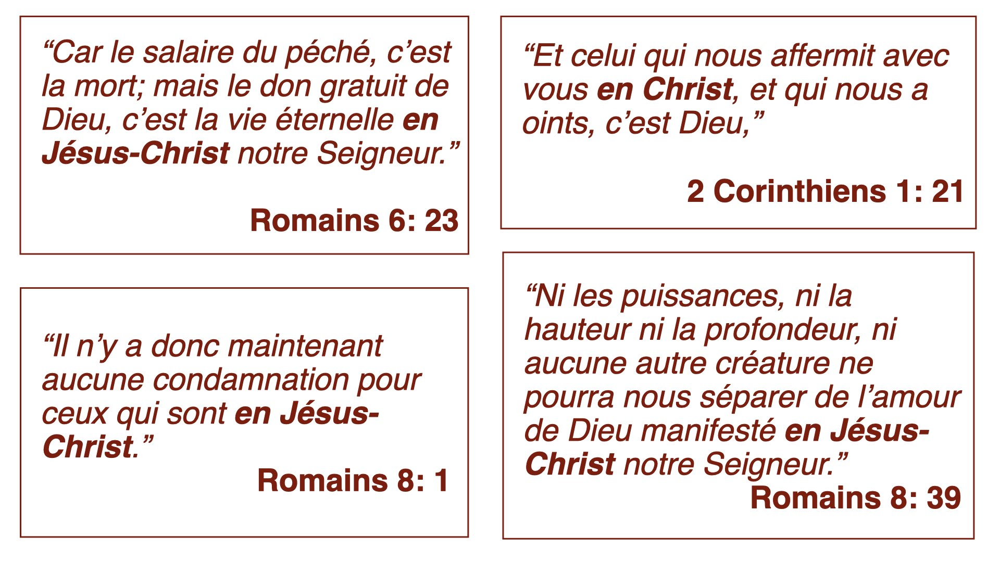 “Car le salaire du péché, c’est
la mort; mais le don gratuit de
Dieu, c’est la vie éternelle en
Jésus-Christ notre Seigneur.”
Romains 6: 23
“Et celui qui nous affermit avec
vous en Christ, et qui nous a
oints, c’est Dieu,”
2 Corinthiens 1: 21
“Il n’y a donc maintenant
aucune condamnation pour
ceux qui sont en Jésus-
Christ.”
Romains 8: 1
“Ni les puissances, ni la
hauteur ni la profondeur, ni
aucune autre créature ne
pourra nous séparer de l’amour
de Dieu manifesté en Jésus-
Christ notre Seigneur.”
Romains 8: 39